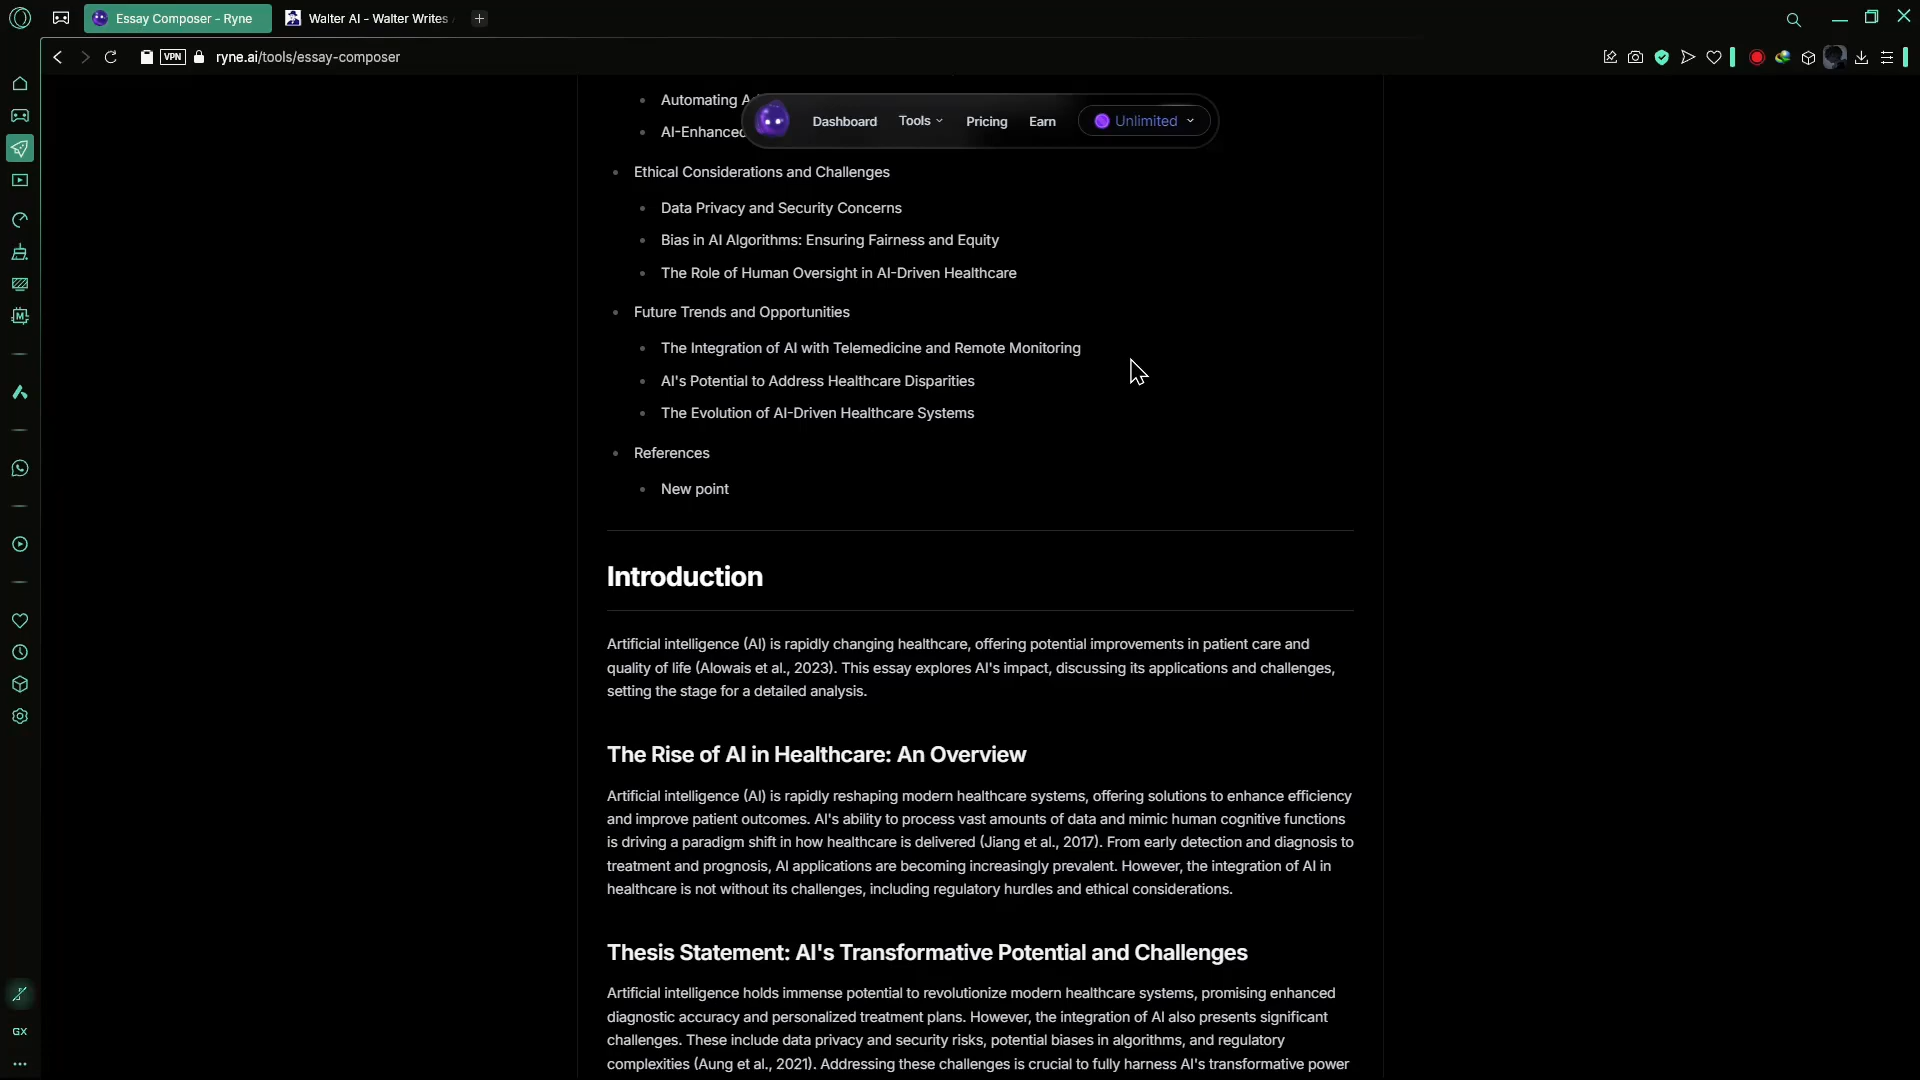 Essay Composer - Ryne
Walter AI - Walter Writes
VPN
ryne.ai/tools/essay-composer
Automating
AI-Enhanced
Dashboard
Tools
Pricing
Earn
Unlimited
Ethical Considerations and Challenges
Data Privacy and Security Concerns
Bias in AI Algorithms: Ensuring Fairness and Equity
The Role of Human Oversight in AI-Driven Healthcare
Future Trends and Opportunities
The Integration of AI with Telemedicine and Remote Monitoring
AI's Potential to Address Healthcare Disparities
The Evolution of AI-Driven Healthcare Systems
References
New point
Introduction
Artificial intelligence (AI) is rapidly changing healthcare, offering potential improvements in patient care and
quality of life (Alowais et al., 2023). This essay explores AI's impact, discussing its applications and challenges,
setting the stage for a detailed analysis.
The Rise of AI in Healthcare: An Overview
Artificial intelligence (AI) is rapidly reshaping modern healthcare systems, offering solutions to enhance efficiency
and improve patient outcomes. AI's ability to process vast amounts of data and mimic human cognitive functions
is driving a paradigm shift in how healthcare is delivered (Jiang et al., 2017). From early detection and diagnosis to
treatment and prognosis, AI applications are becoming increasingly prevalent. However, the integration of AI in
healthcare is not without its challenges, including regulatory hurdles and ethical considerations.
Thesis Statement: AI's Transformative Potential and Challenges
Artificial intelligence holds immense potential to revolutionize modern healthcare systems, promising enhanced
diagnostic accuracy and personalized treatment plans. However, the integration of AI also presents significant
challenges. These include data privacy and security risks, potential biases in algorithms, and regulatory
complexities (Aung et al., 2021). Addressing these challenges is crucial to fully harness AI's transformative power
M
GX